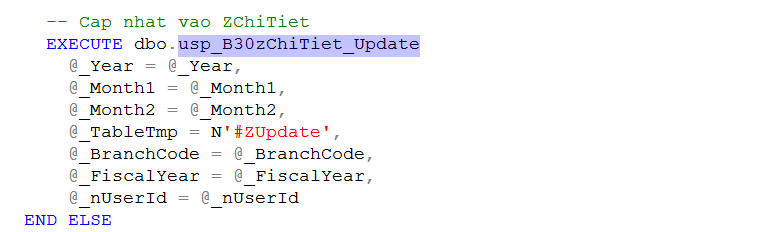 -- Cap nhat vao ZChiTiet
EXECUTE dbo.usp_B30zChiTiet_Update
@_Year = @_Year,
@_Month1 = @_Month1,
@_Month2 = @_Month2,
@_TableTmp = N'#ZUpdate',
@_BranchCode = @_BranchCode,
@_FiscalYear = @_FiscalYear,
@_nUserId = @_nUserId
END ELSE